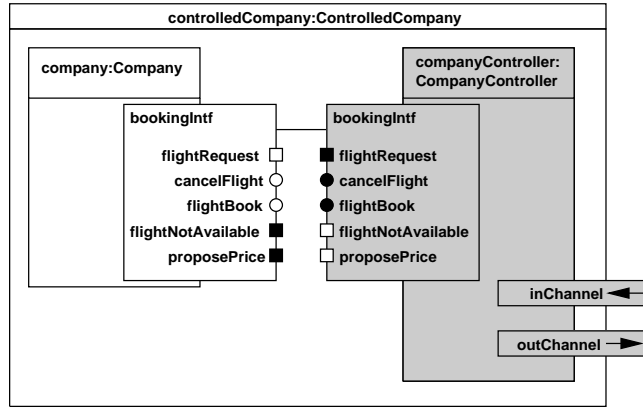 controlledCompany:ControlledCompany
company:Company
companyController:
CompanyController
bookingIntf
flightRequest
cancelFlight
flightBook
flightNotAvailable
proposePrice
bookingIntf
flightRequest
cancelFlight
flightBook
flightNotAvailable
proposePrice
inChannel
outChannel